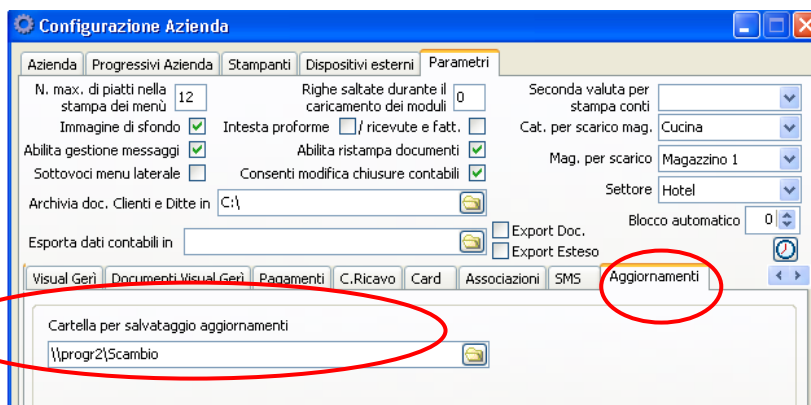 Configurazione Azienda
Azienda Progressivi Azienda Stampanti Dispositivi esterni Parametri
N. max. di piatti nella stampa dei menù 12
Righe saltate durante il caricamento dei moduli 0
Seconda valuta per stampa conti
Immagine di sfondo
Intesta proforme / ricevute e fatt.
Cat. per scarico mag. Cucina
Abilita gestione messaggi
Abilita ristampa documenti
Mag. per scarico Magazzino 1
Sottovoci menu laterale
Consenti modifica chiusure contabili
Settore Hotel
Archivia doc. Clienti e Ditte in C:\
Blocco automatico 0
Export Doc.
Esporta dati contabili in
Export Esteso
Visual Gerì Documenti Visual Gerì Pagamenti C.Ricavo Card Associazioni SMS Aggiornamenti
Cartella per salvataggio aggiornamenti
\\progr2\Scambio